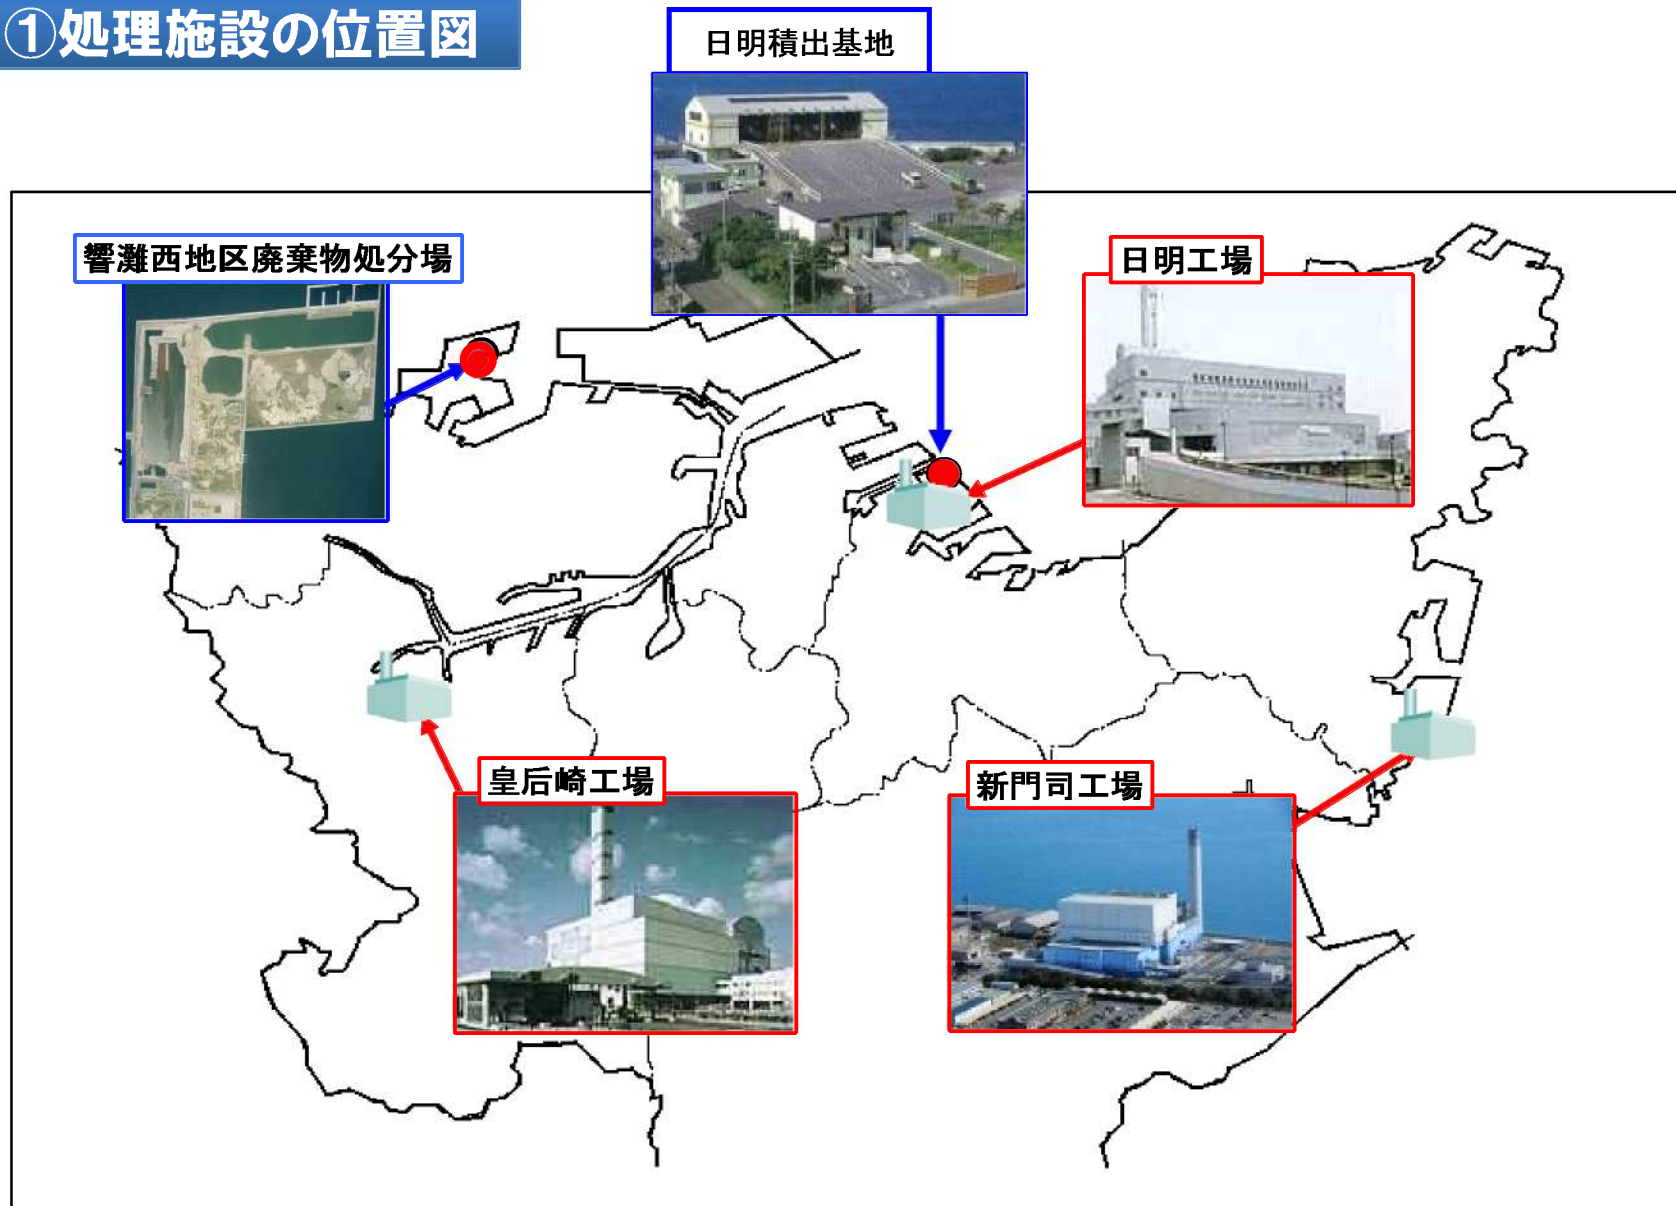 ①処理施設の位置図
日明積出基地
響灘西地区廃棄物処分場
日明工場
皇后崎工場
新門司工場